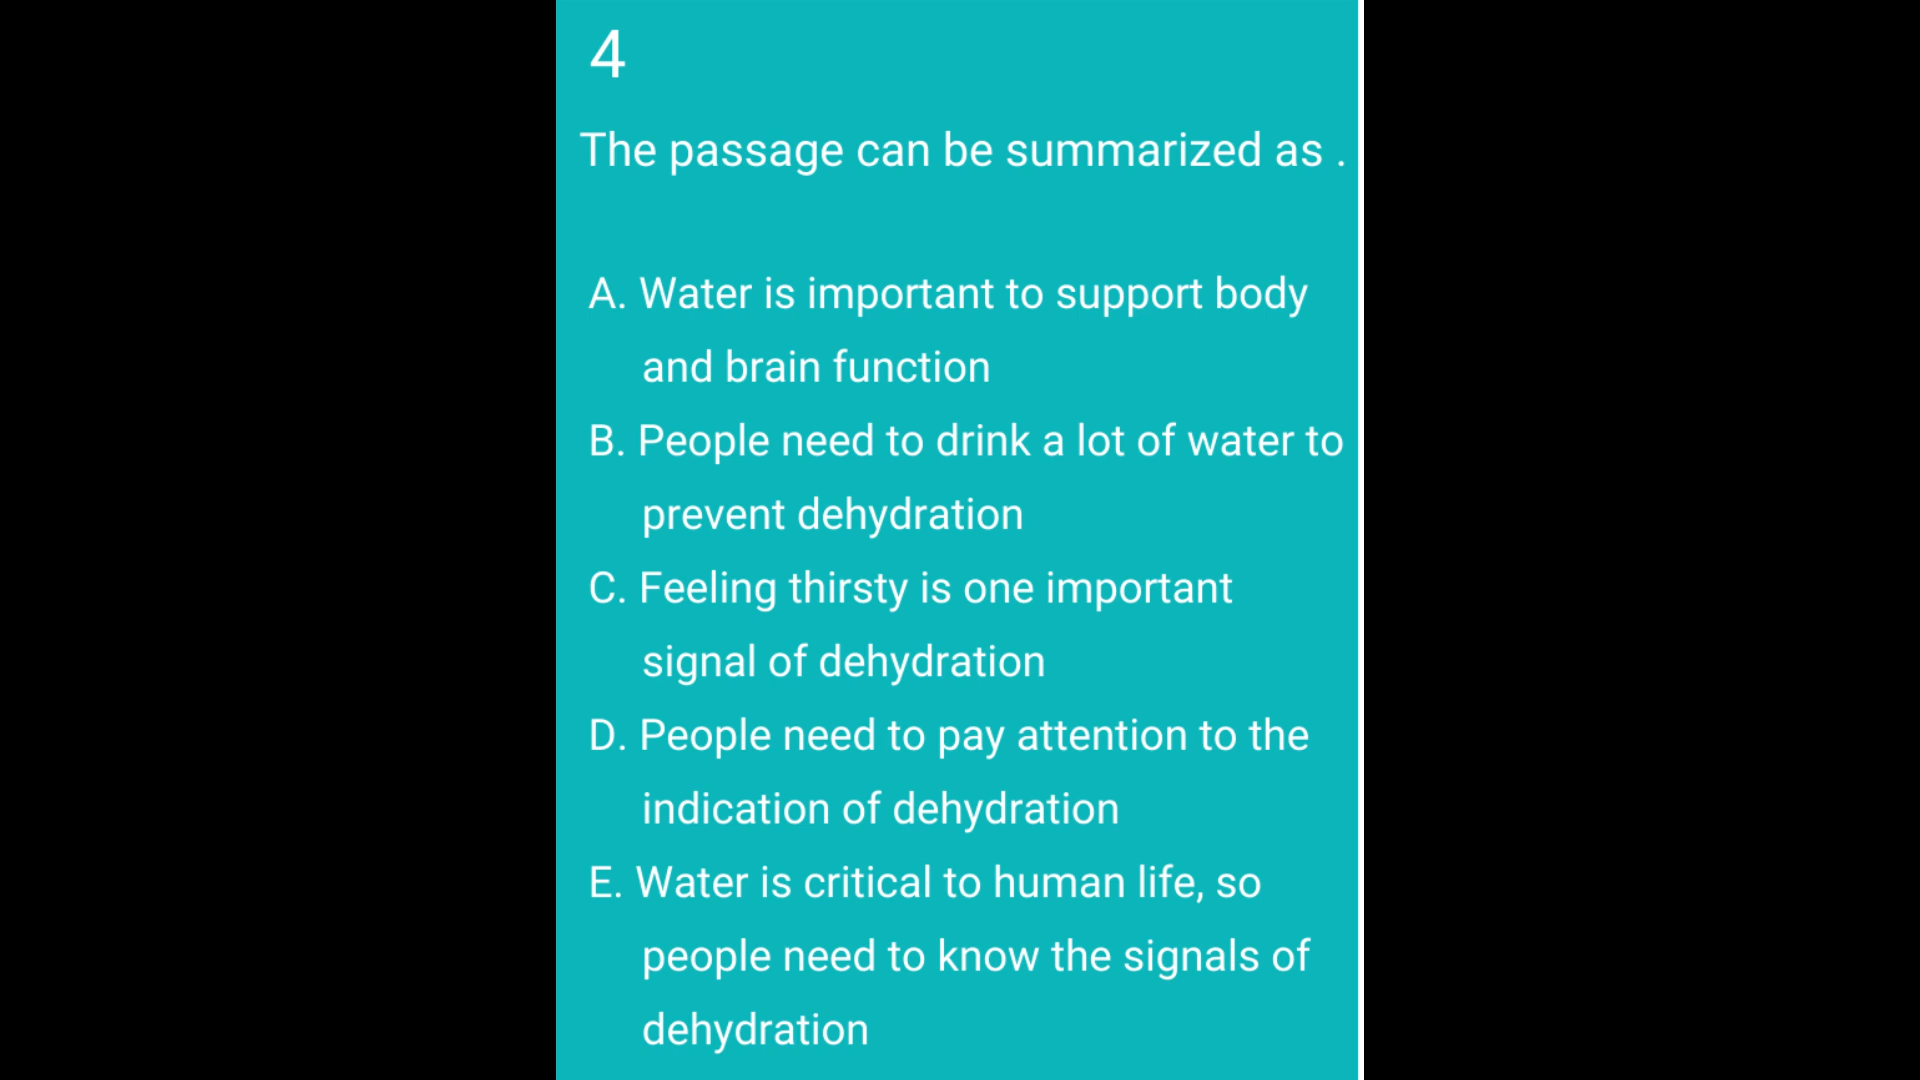 4
The passage can be summarized as .
A. Water is important to support body
and brain function
B. People need to drink a lot of water to
prevent dehydration
C. Feeling thirsty is one important
signal of dehydration
D. People need to pay attention to the
indication of dehydration
E. Water is critical to human life, so
people need to know the signals of
dehydration